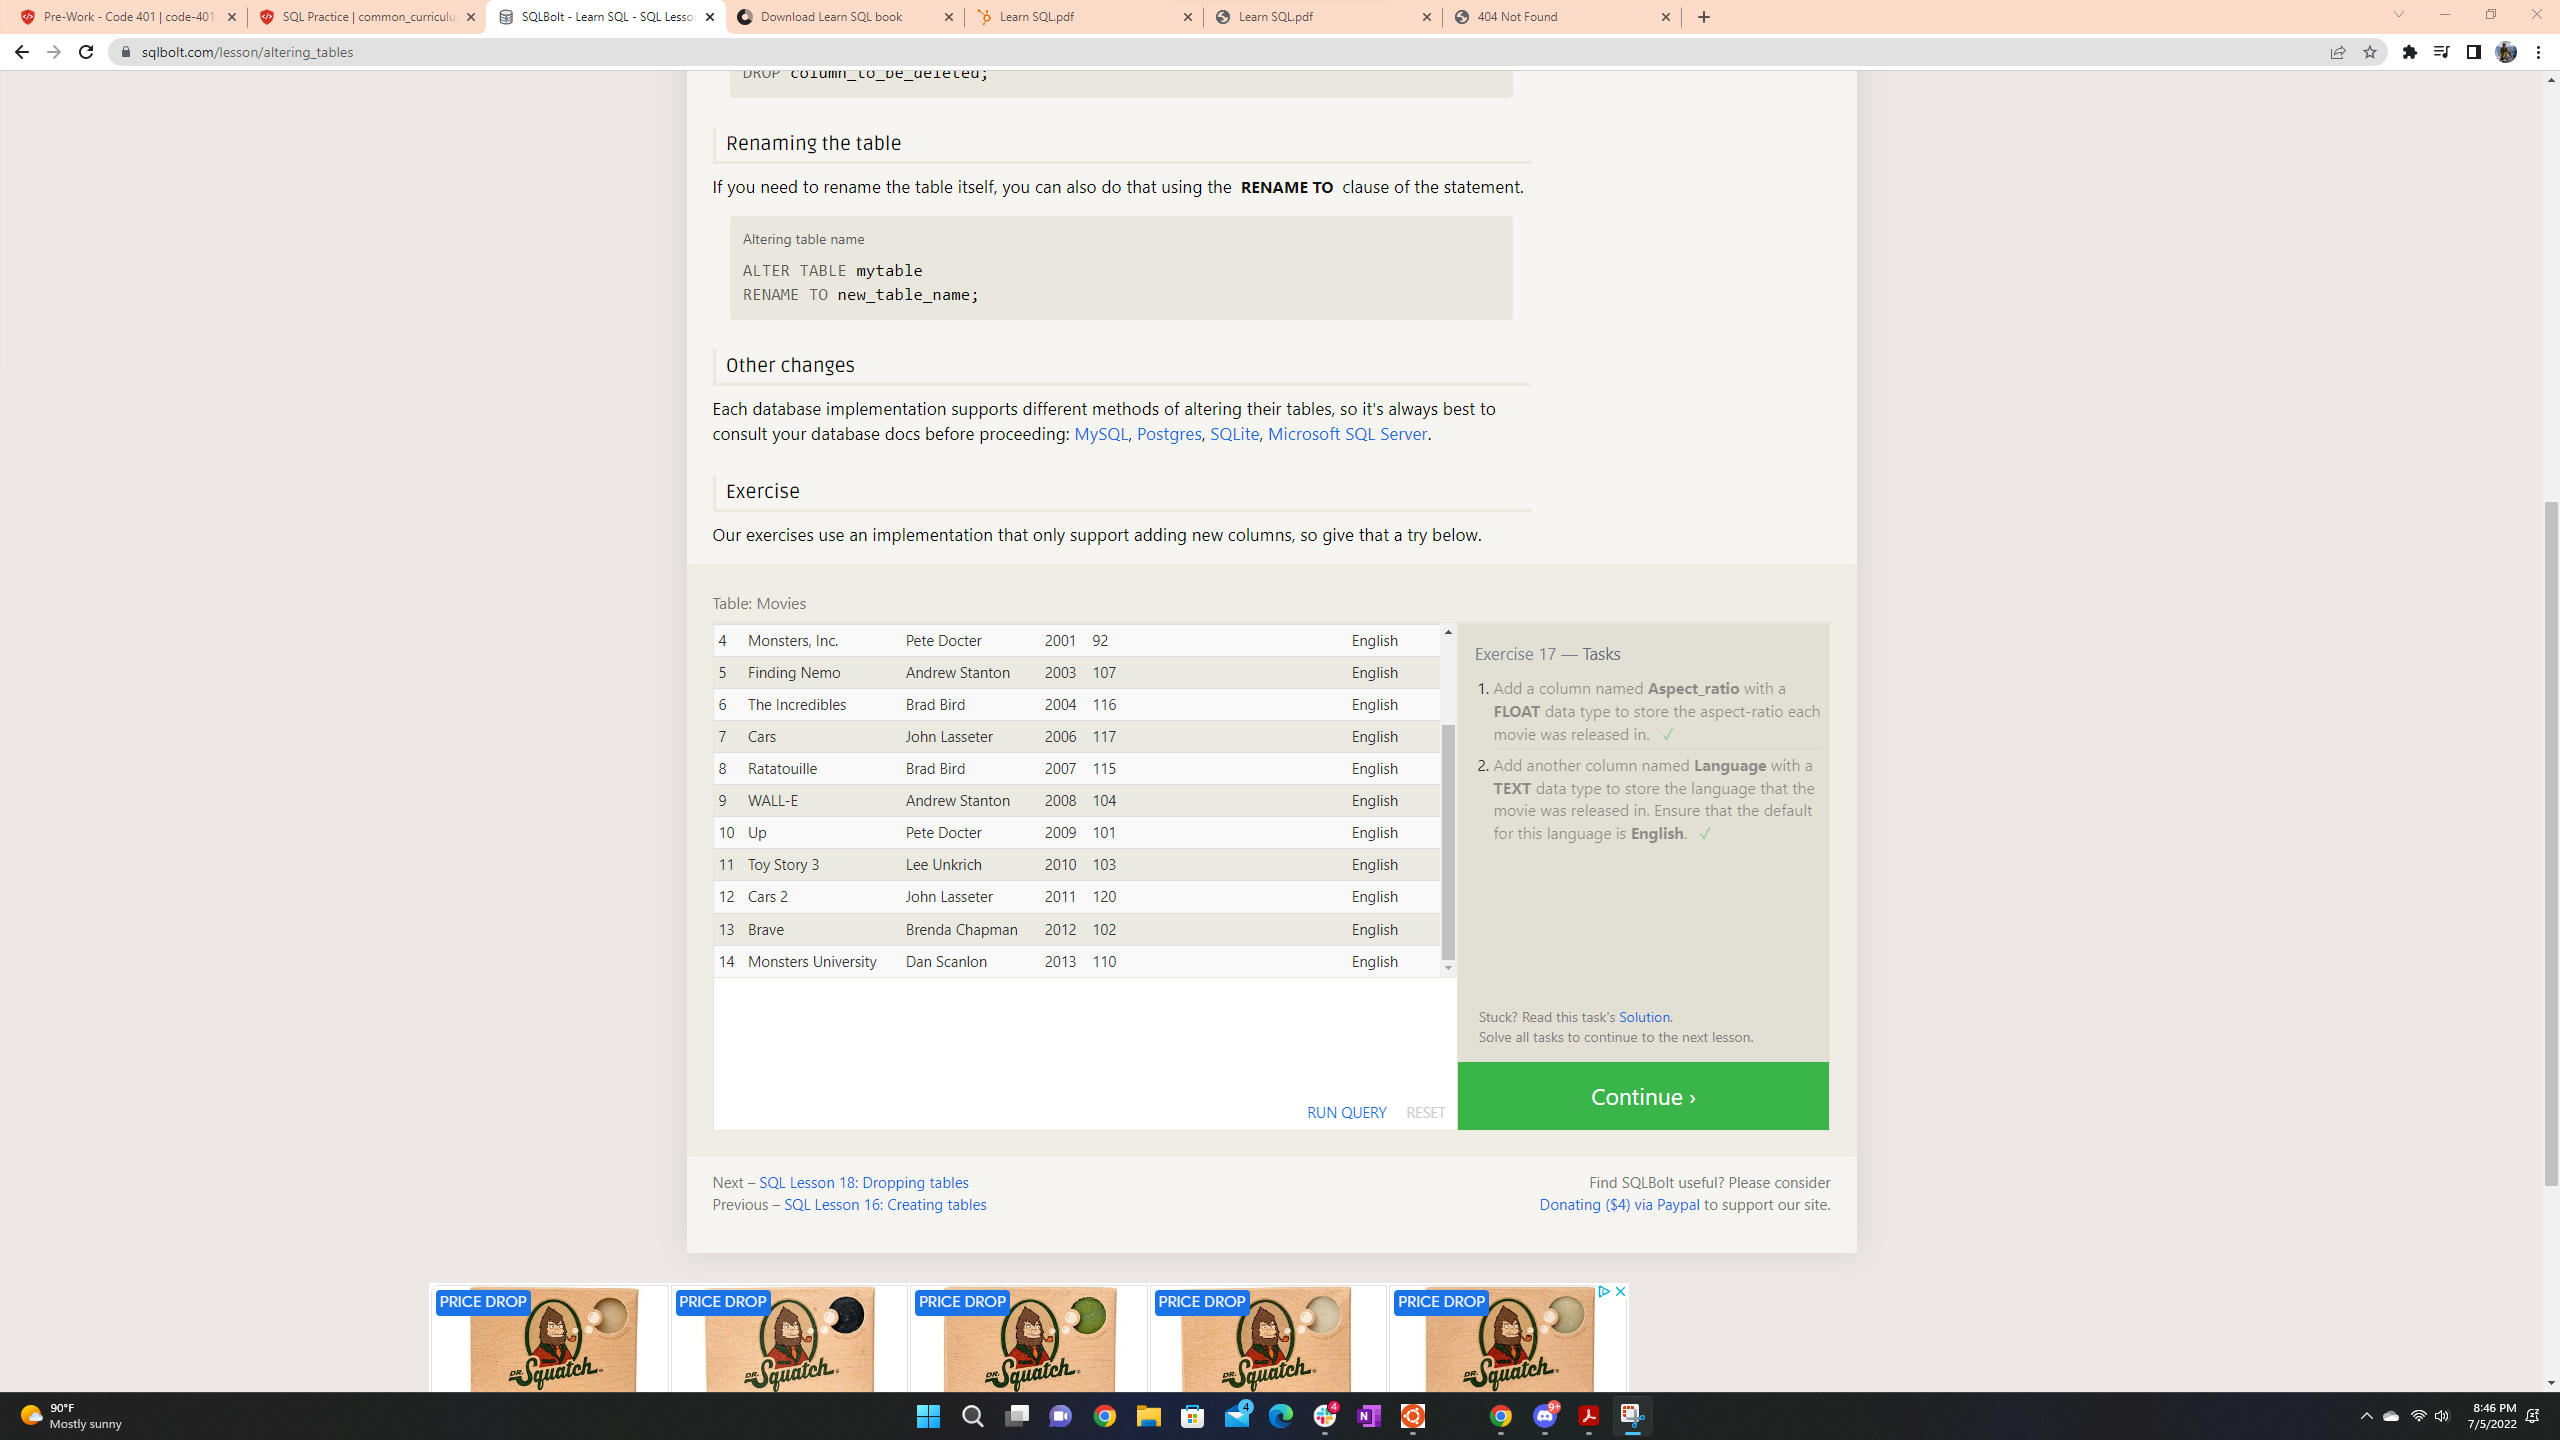 Pre-Work - Code 401 | code-401-
SQL Practice | common_curriculu
SQLBolt - Learn SQL - SQL Lesso
Download Learn SQL book
Learn SQL.pdf
Learn SQL.pdf
404 Not Found
sqlbolt.com/lesson/altering_tables
DROP column_to_be_deleted;
Renaming the table
If you need to rename the table itself, you can also do that using the RENAME TO clause of the statement.
Altering table name
ALTER TABLE mytable
RENAME TO new_table_name;
Other changes
Each database implementation supports different methods of altering their tables, so it's always best to
consult your database docs before proceeding: MySQL, Postgres, SQLite, Microsoft SQL Server.
Exercise
Our exercises use an implementation that only support adding new columns, so give that a try below.
Table: Movies
4 Monsters, Inc. Pete Docter 2001 92 English
5 Finding Nemo Andrew Stanton 2003 107 English
6 The Incredibles Brad Bird 2004 116 English
7 Cars John Lasseter 2006 117 English
8 Ratatouille Brad Bird 2007 115 English
9 WALL-E Andrew Stanton 2008 104 English
10 Up Pete Docter 2009 101 English
11 Toy Story 3 Lee Unkrich 2010 103 English
12 Cars 2 John Lasseter 2011 120 English
13 Brave Brenda Chapman 2012 102 English
14 Monsters University Dan Scanlon 2013 110 English
RUN QUERY RESET
Exercise 17 — Tasks
1. Add a column named Aspect_ratio with a
FLOAT data type to store the aspect-ratio each
movie was released in. ✓
2. Add another column named Language with a
TEXT data type to store the language that the
movie was released in. Ensure that the default
for this language is English. ✓
Stuck? Read this task's Solution.
Solve all tasks to continue to the next lesson.
Continue ›
Next – SQL Lesson 18: Dropping tables
Previous – SQL Lesson 16: Creating tables
Find SQLBolt useful? Please consider
Donating ($4) via Paypal to support our site.
PRICE DROP
DR. Squatch
PRICE DROP
DR. Squatch
PRICE DROP
DR. Squatch
PRICE DROP
DR. Squatch
PRICE DROP
DR. Squatch
90°F
Mostly sunny
4
4
9+
8:46 PM
7/5/2022